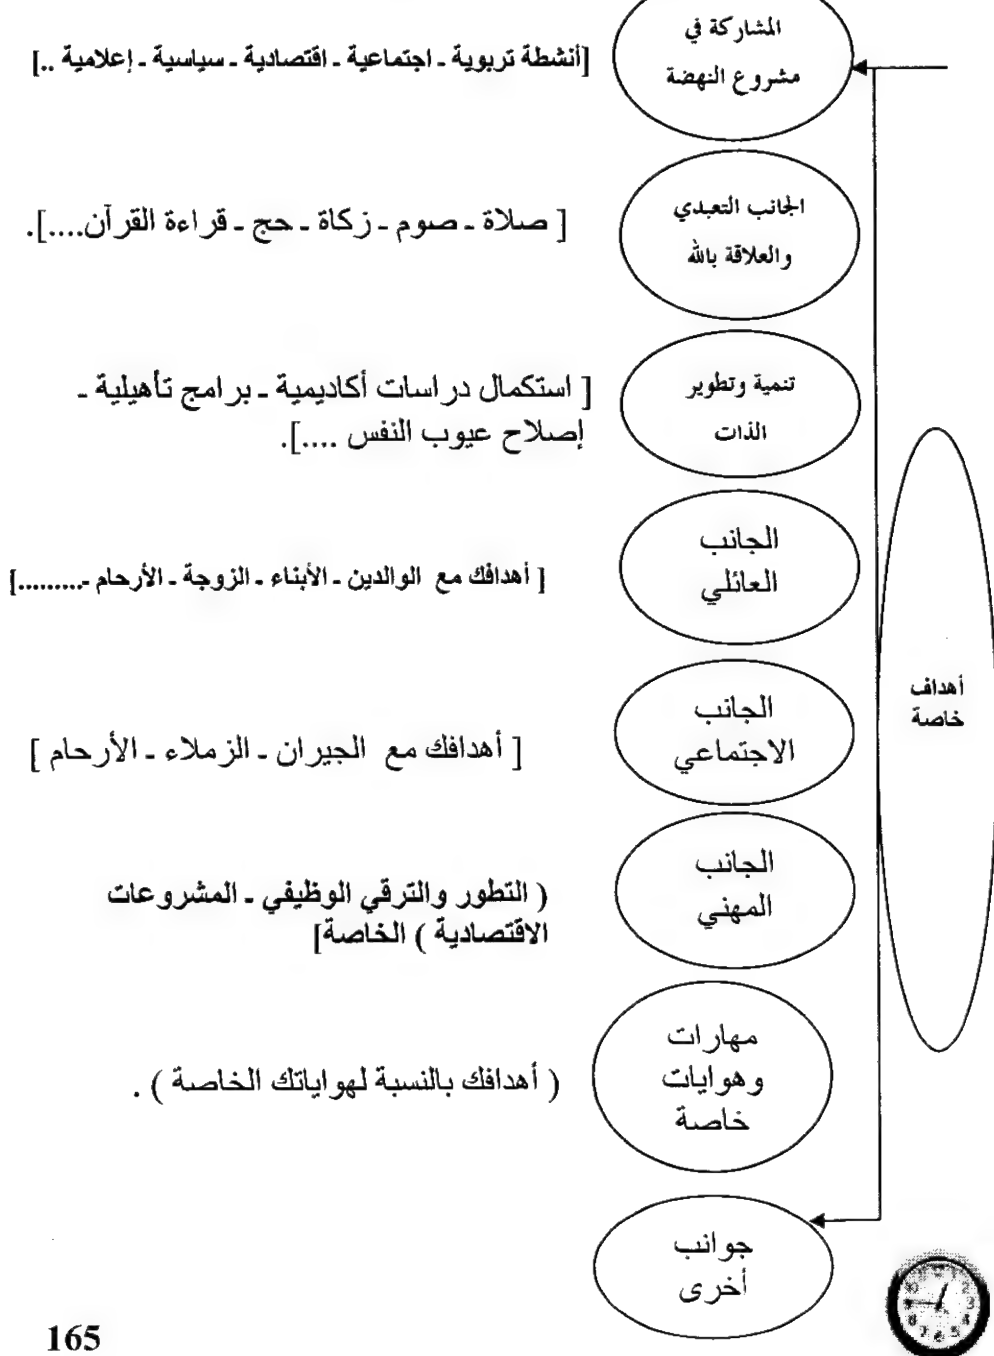 المشاركة في
مشروع النهضة
[أنشطة تربوية ـ اجتماعية ـ اقتصادية ـ سياسية ـ إعلامية ..]
الجانب التعبدي
والعلاقة بالله
[ صلاة ـ صوم ـ زكاة ـ حج ـ قراءة القرآن....].
تنمية وتطوير
الذات
[ استكمال دراسات أكاديمية ـ برامج تأهيلية ـ
إصلاح عيوب النفس ....].
الجانب
العائلي
[ أهدافك مع الوالدين ـ الأبناء ـ الزوجة ـ الأرحام ـ.........]
أهداف
خاصة
الجانب
الاجتماعي
[ أهدافك مع الجيران ـ الزملاء ـ الأرحام ]
الجانب
المهني
( التطور والترقي الوظيفي ـ المشروعات
الاقتصادية ) الخاصة]
مهارات
وهوايات
خاصة
( أهدافك بالنسبة لهواياتك الخاصة ) .
جوانب
أخرى
165